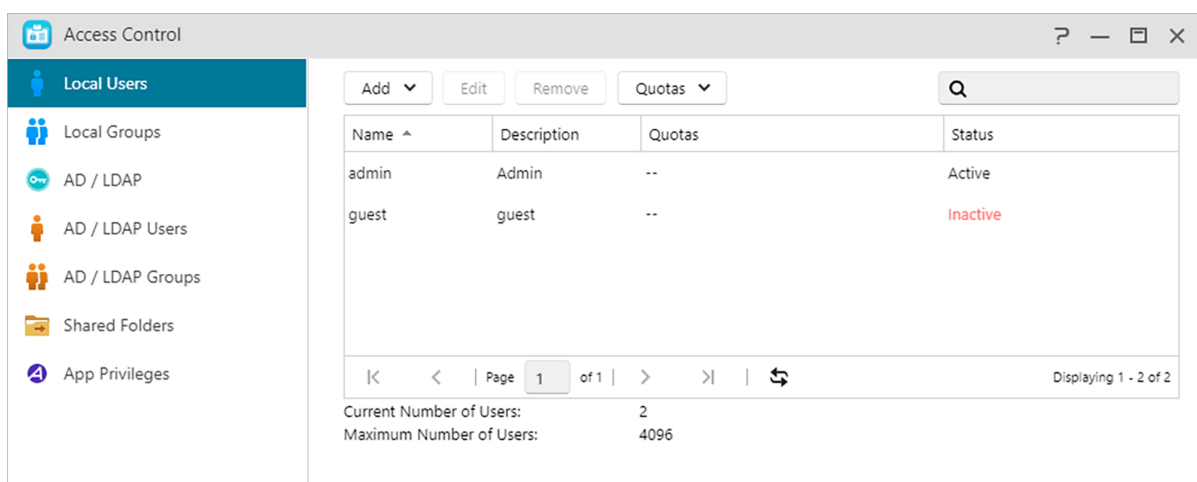 Access Control
Local Users
Local Groups
AD / LDAP
AD / LDAP Users
AD / LDAP Groups
Shared Folders
App Privileges
Add Edit Remove Quotas
Name Description Quotas Status
admin Admin -- Active
guest guest -- Inactive
Page 1 of 1 Displaying 1 - 2 of 2
Current Number of Users: 2
Maximum Number of Users: 4096